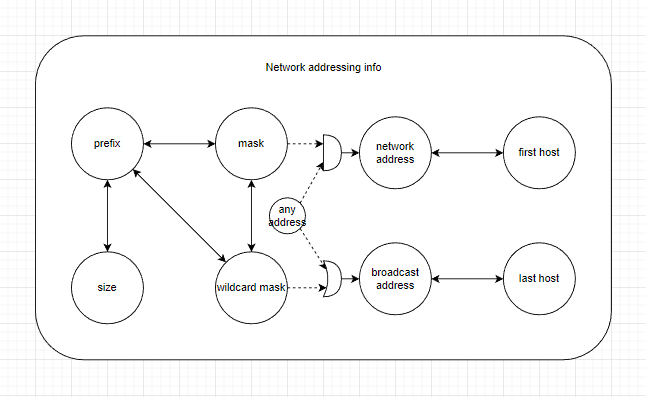 Network addressing info
prefix
mask
network
address
first host
any
address
size
wildcard mask
broadcast
address
last host